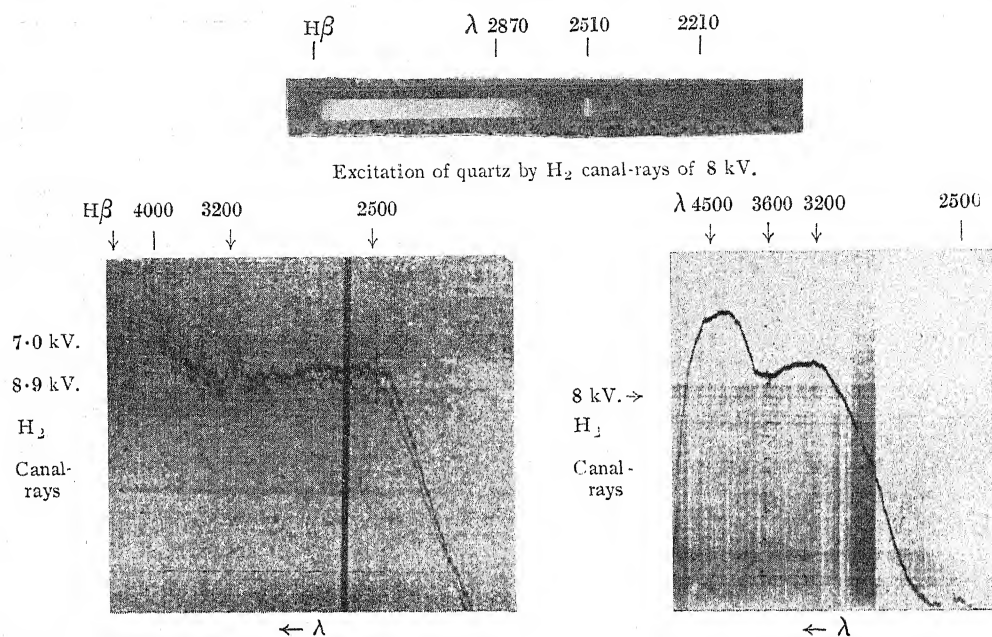 Hβ λ 2870 2510 2210
Excitation of quartz by H₂ canal-rays of 8 kV.
Hβ 4000 3200 2500
7·0 kV.
8·9 kV.
H₂
Canal-
rays
← λ
λ 4500 3600 3200 2500
8 kV. →
H₂
Canal-
rays
← λ